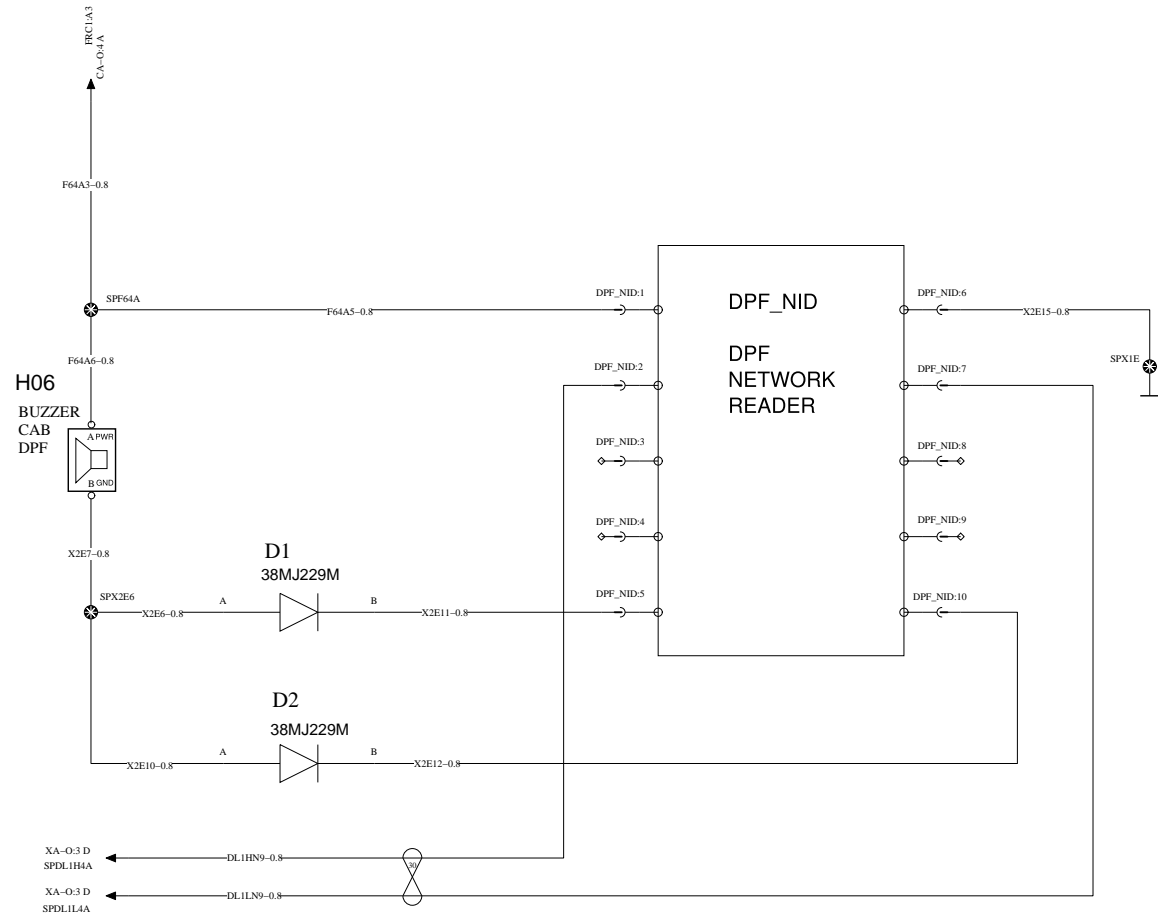 FRC1:A3
CA–O:4 A
F64A3–0.8
SPF64A
F64A5–0.8
DPF_NID:1
DPF_NID
DPF_NID:6
X2E15–0.8
DPF
NETWORK
READER
F64A6–0.8
DPF_NID:2
DPF_NID:7
SPX1E
H06
BUZZER
CAB
DPF
A PWR
B GND
DPF_NID:3
DPF_NID:8
DPF_NID:4
DPF_NID:9
X2E7–0.8
D1
38MJ229M
SPX2E6
X2E6–0.8
A
B
X2E11–0.8
DPF_NID:5
DPF_NID:10
D2
38MJ229M
X2E10–0.8
A
B
X2E12–0.8
XA–O:3 D
SPDL1H4A
DL1HN9–0.8
30
XA–O:3 D
SPDL1L4A
DL1LN9–0.8